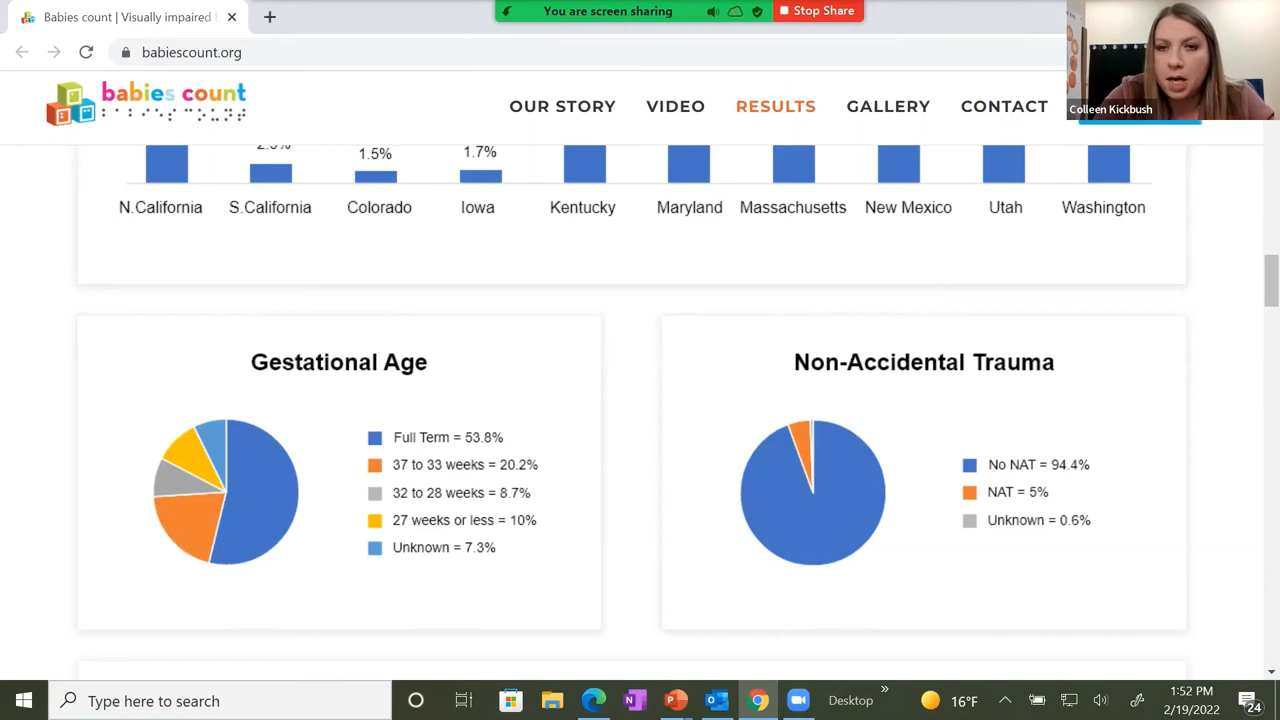 Babies count | Visually impaired
You are screen sharing
Stop Share
babiescount.org
babies count
OUR STORY
VIDEO
RESULTS
GALLERY
CONTACT
Colleen Kickbush
1.5%
1.7%
N.California
S.California
Colorado
Iowa
Kentucky
Maryland
Massachusetts
New Mexico
Utah
Washington
Gestational Age
Full Term = 53.8%
37 to 33 weeks = 20.2%
32 to 28 weeks = 8.7%
27 weeks or less = 10%
Unknown = 7.3%
Non-Accidental Trauma
No NAT = 94.4%
NAT = 5%
Unknown = 0.6%
Type here to search
Desktop
16°F
1:52 PM
2/19/2022
24